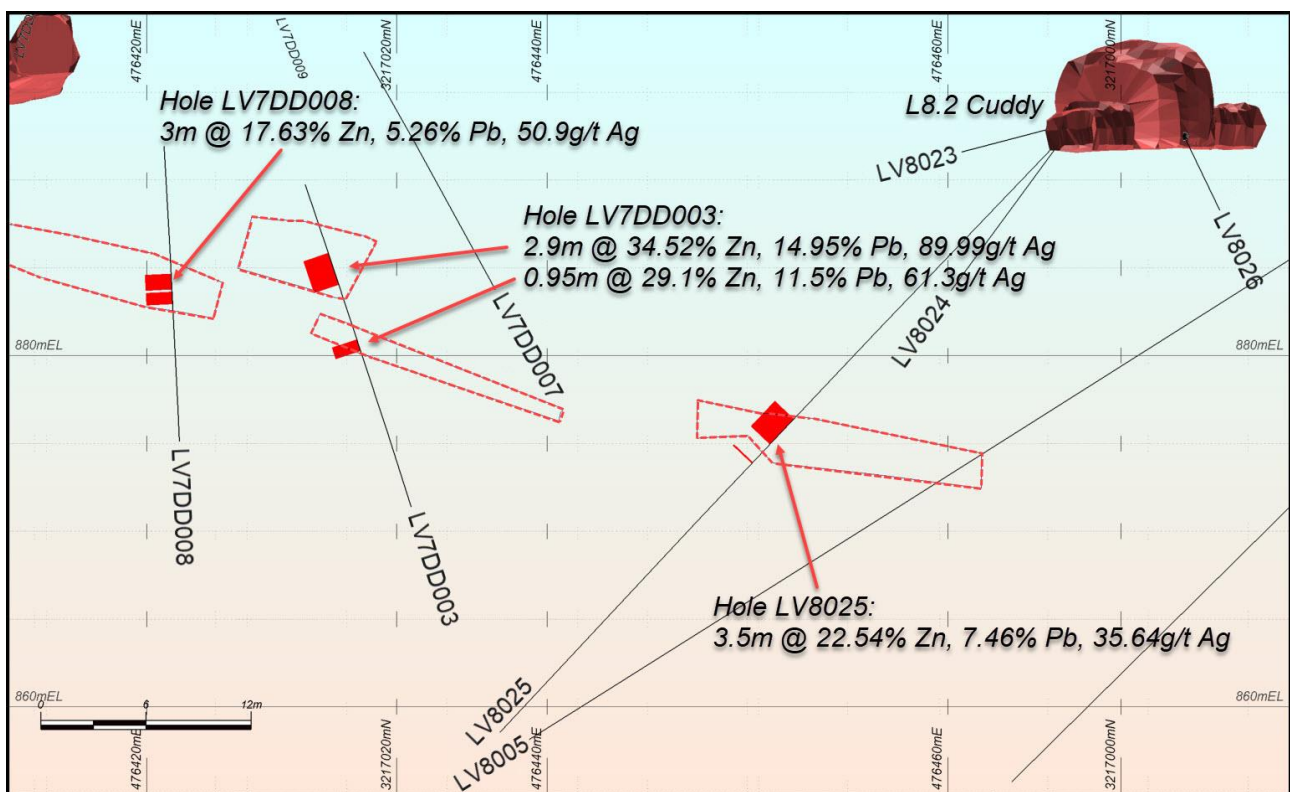 476420mE
LV7DD009
3217020mN
476440mE
476460mE
3217000mN
Hole LV7DD008:
3m @ 17.63% Zn, 5.26% Pb, 50.9g/t Ag
L8.2 Cuddy
LV8023
Hole LV7DD003:
2.9m @ 34.52% Zn, 14.95% Pb, 89.99g/t Ag
0.95m @ 29.1% Zn, 11.5% Pb, 61.3g/t Ag
LV8026
LV8024
LV7DD007
880mEL
880mEL
LV7DD008
LV7DD003
Hole LV8025:
3.5m @ 22.54% Zn, 7.46% Pb, 35.64g/t Ag
860mEL
860mEL
0 6 12m
LV8025
LV8005
476420mE
3217020mN
476440mE
476460mE
3217000mN